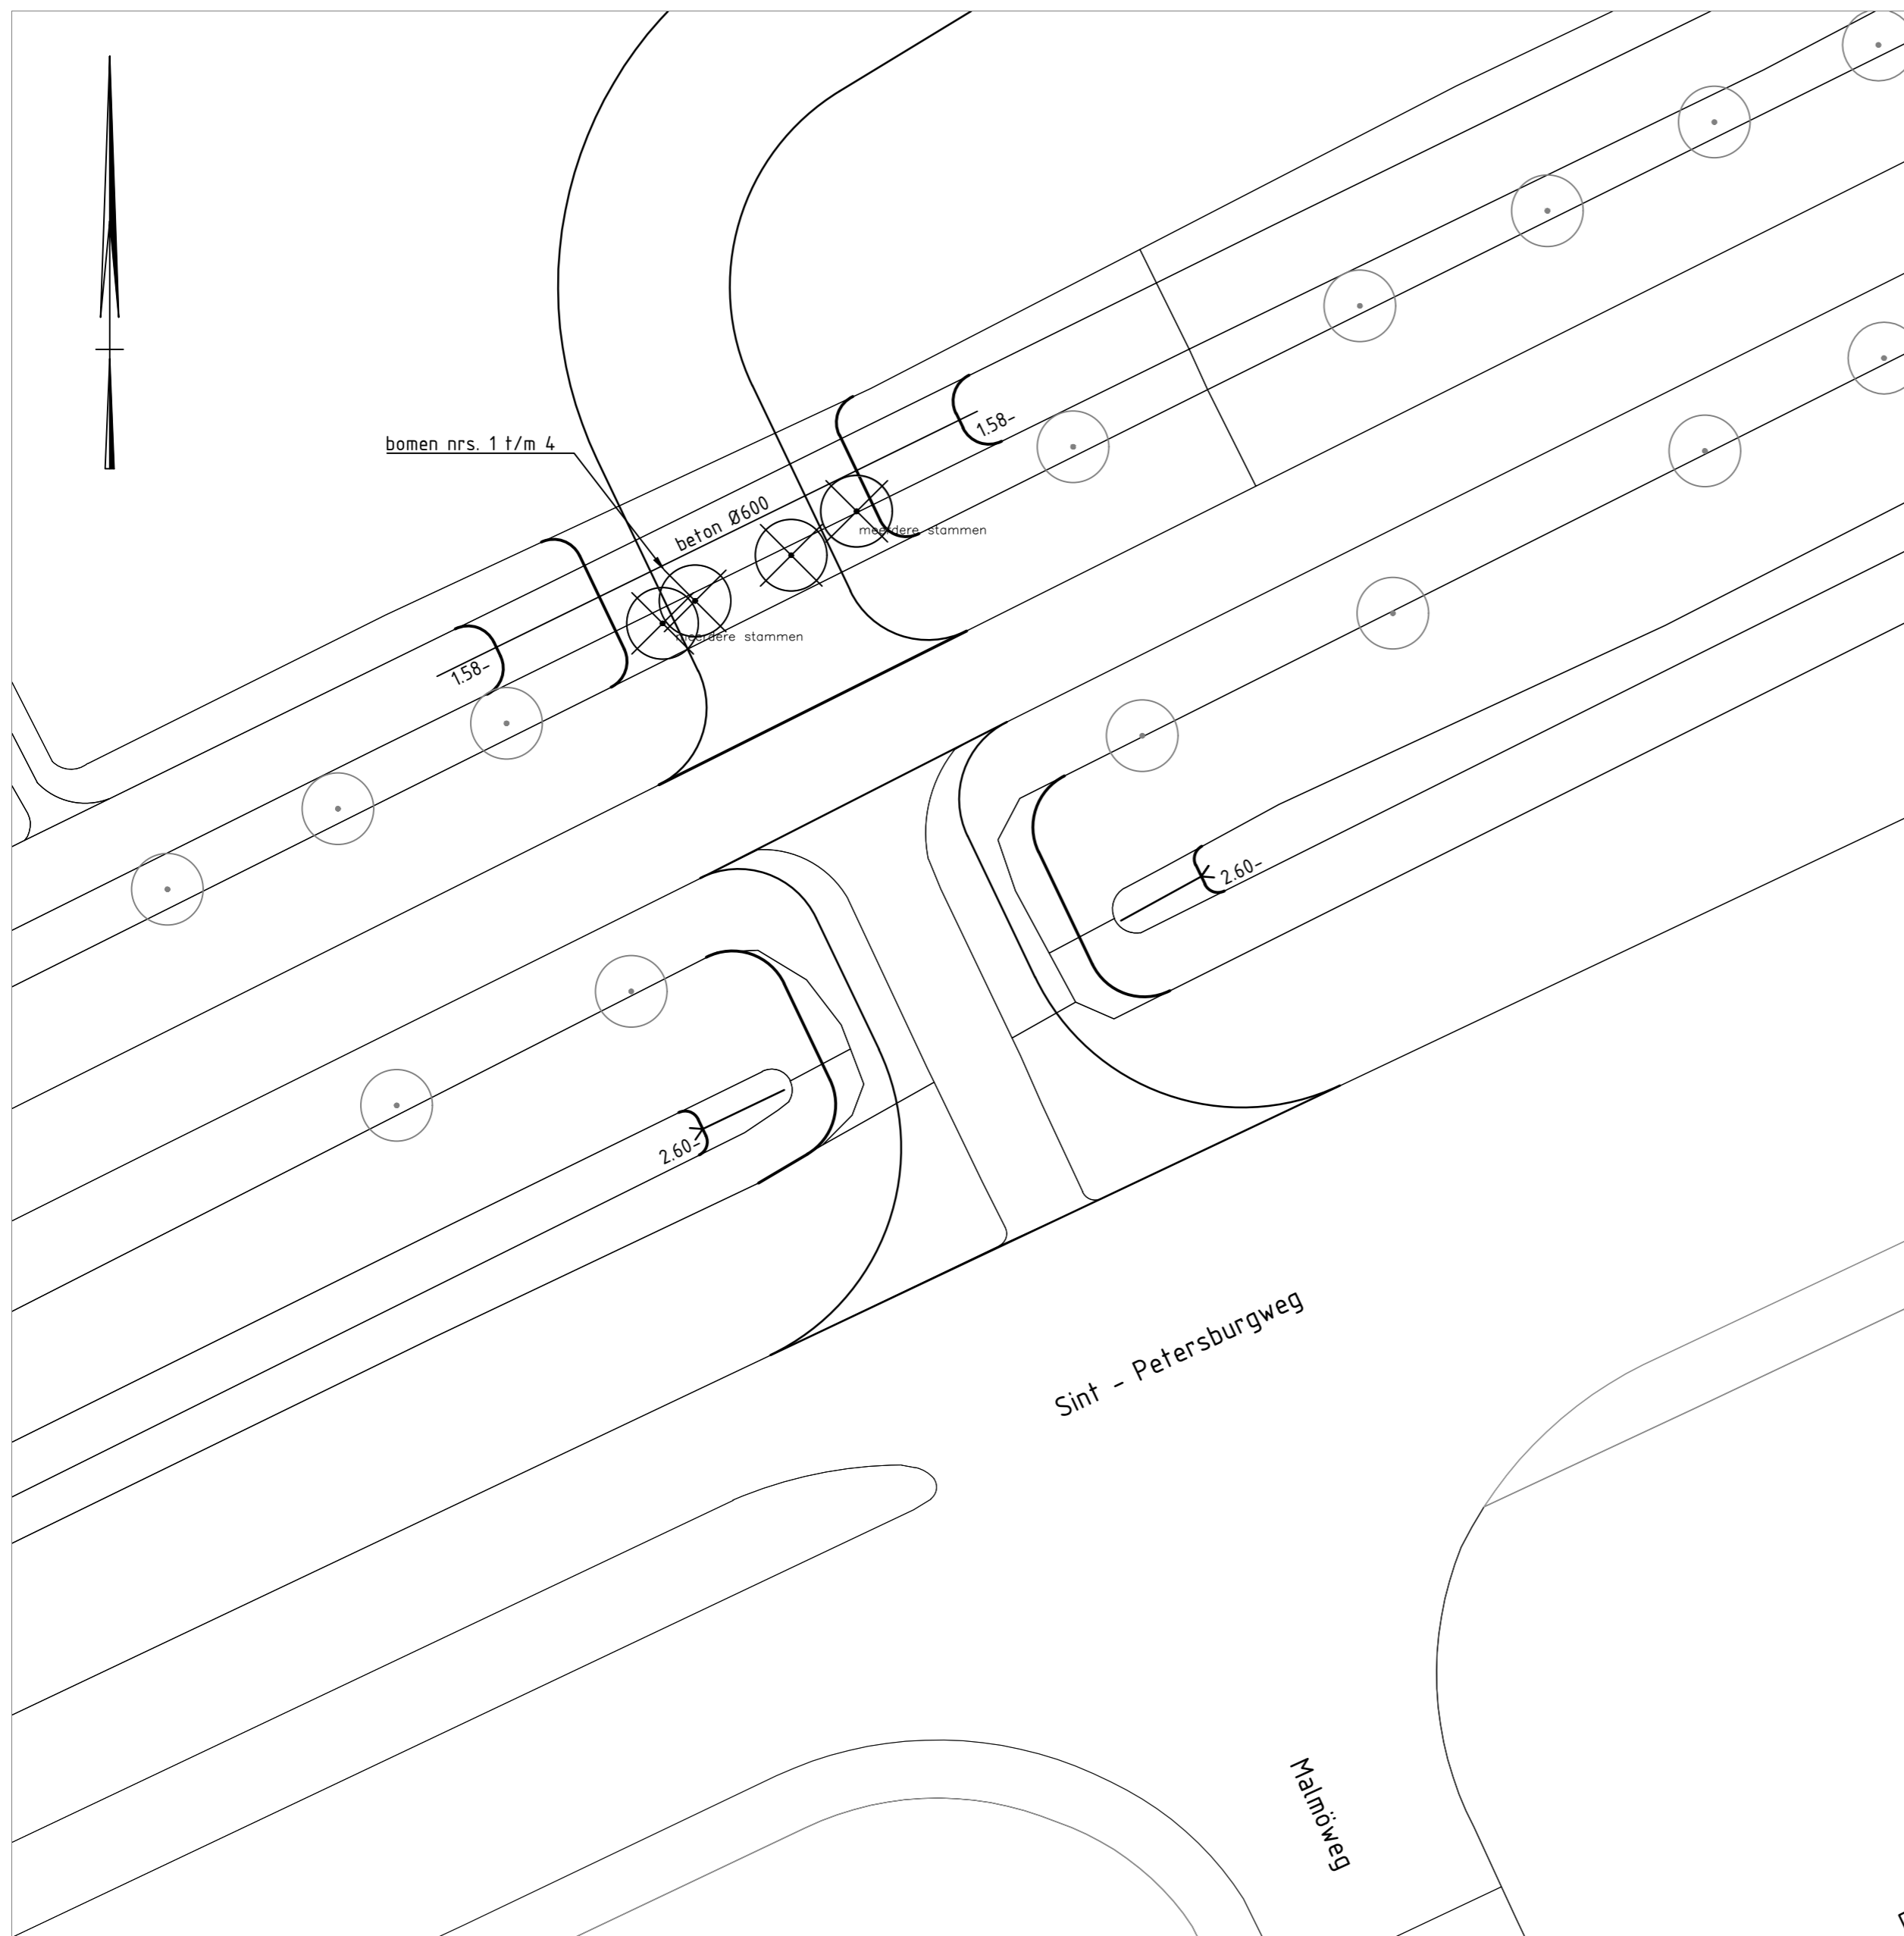 1.58-
bomen nrs. 1 t/m 4
beton Ø600
meerdere stammen
meerdere stammen
1.58-
2.60-
2.60-
Sint - Petersburgweg
Malmöweg